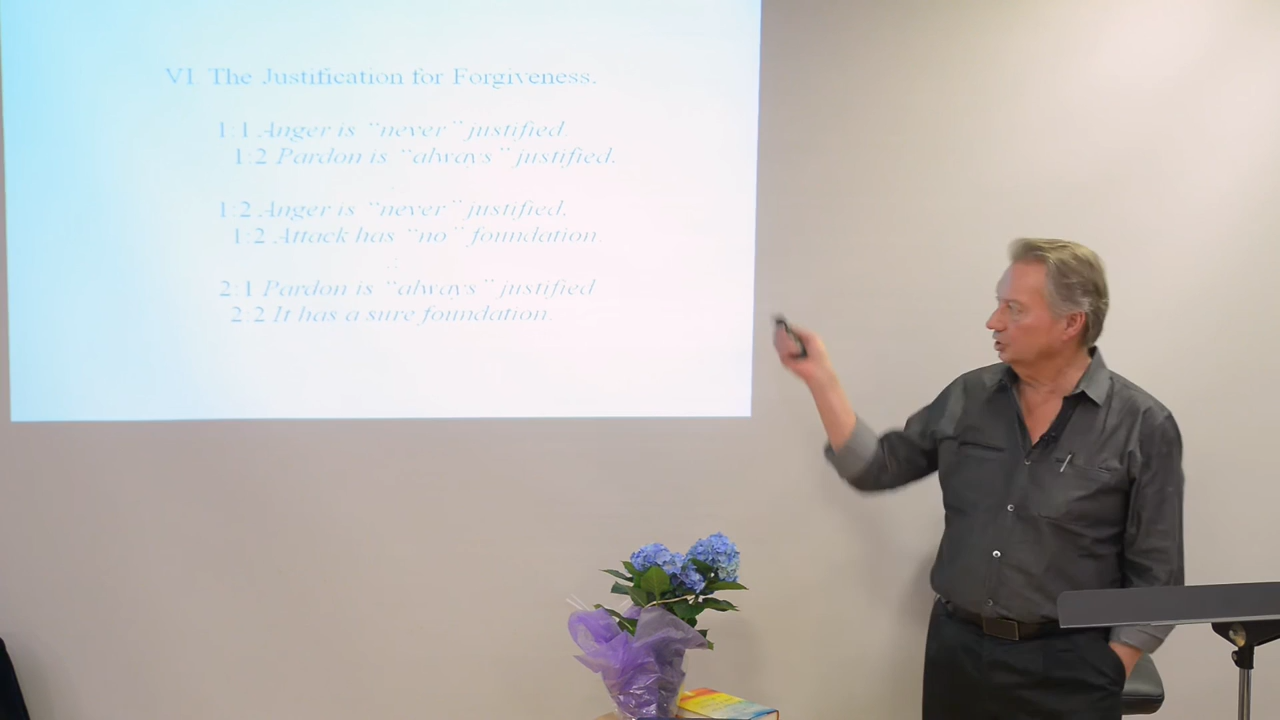 VI. The Justification for Forgiveness.
1:1 Anger is “never” justified.
1:2 Pardon is “always” justified.
1:2 Anger is “never” justified.
1:2 Attack has “no” foundation.
2:1 Pardon is “always” justified
2:2 It has a sure foundation.